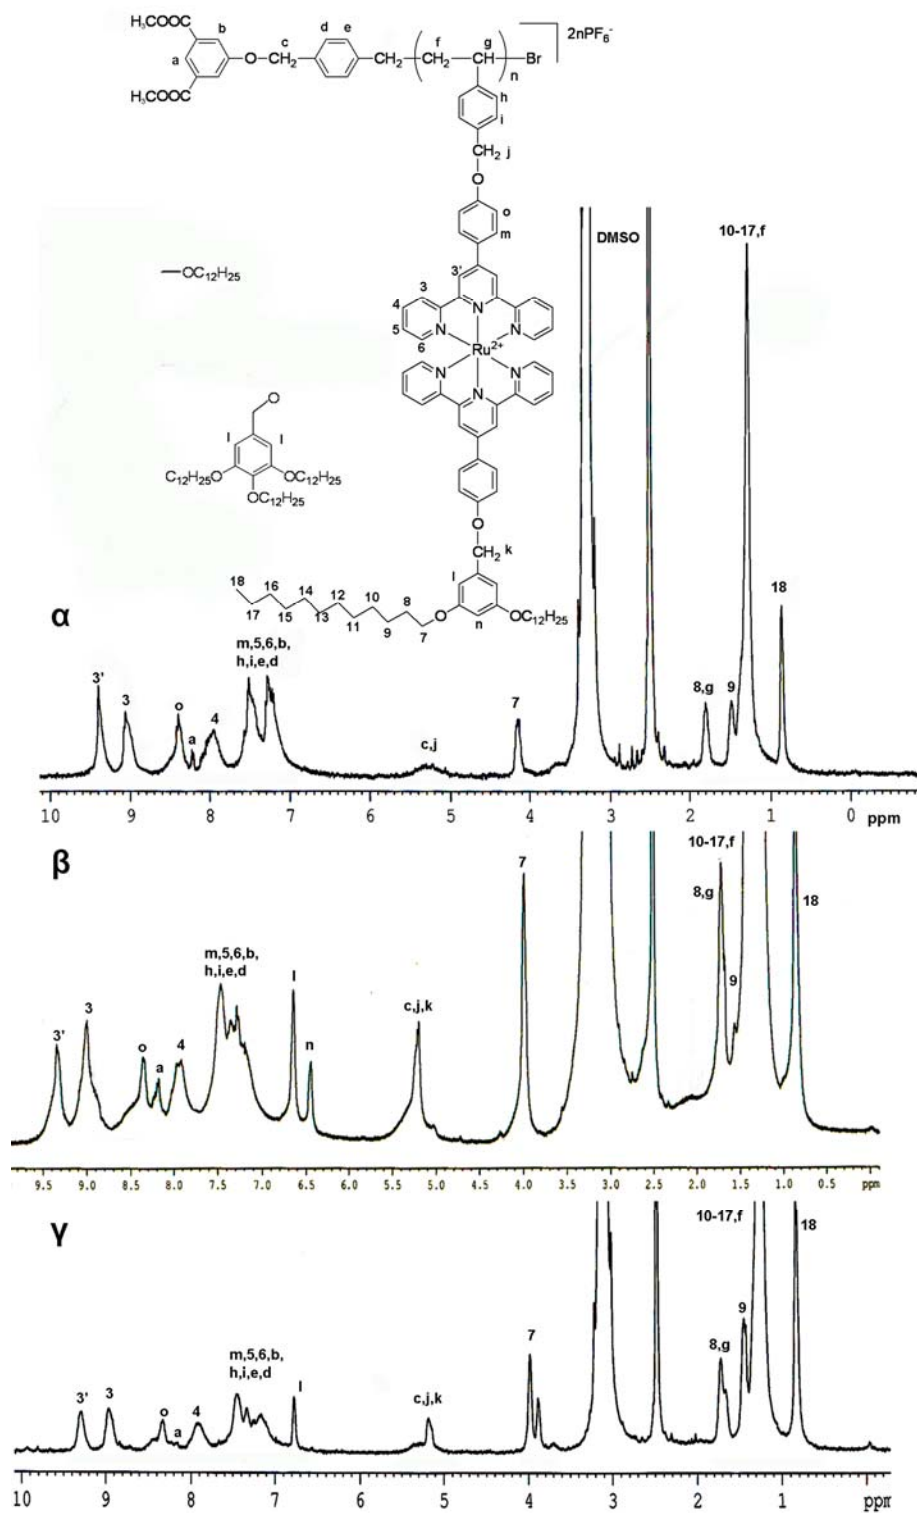 CH₃OOC
b
c
d
e
f
g
2nPF₆⁻
a
O—CH₂
CH₂
CH₂
Br
n
CH₃OOC
h
i
CH₂
j
O
o
m
DMSO
10-17,f
—OC₁₂H₂₅
3'
4
3
N
5
N
N
6
Ru²⁺
N
N
N
O
l
l
C₁₂H₂₅O
OC₁₂H₂₅
OC₁₂H₂₅
O
CH₂
k
18
16
14
12
10
8
l
17
15
13
11
9
7
O
n
OC₁₂H₂₅
α
m,5,6,b,
h,i,e,d
18
3'
3
o
a
4
c,j
7
8,g
9
10 9 8 7 6 5 4 3 2 1 0 ppm
β
10-17,f
7
8,g
18
m,5,6,b,
h,i,e,d
l
9
3'
3
o
a
4
n
c,j,k
9.5 9.0 8.5 8.0 7.5 7.0 6.5 6.0 5.5 5.0 4.5 4.0 3.5 3.0 2.5 2.0 1.5 1.0 0.5 ppm
γ
10-17,f
18
9
7
m,5,6,b,
h,i,e,d
l
8,g
3'
3
o
a
4
c,j,k
10 9 8 7 6 5 4 3 2 1 ppm